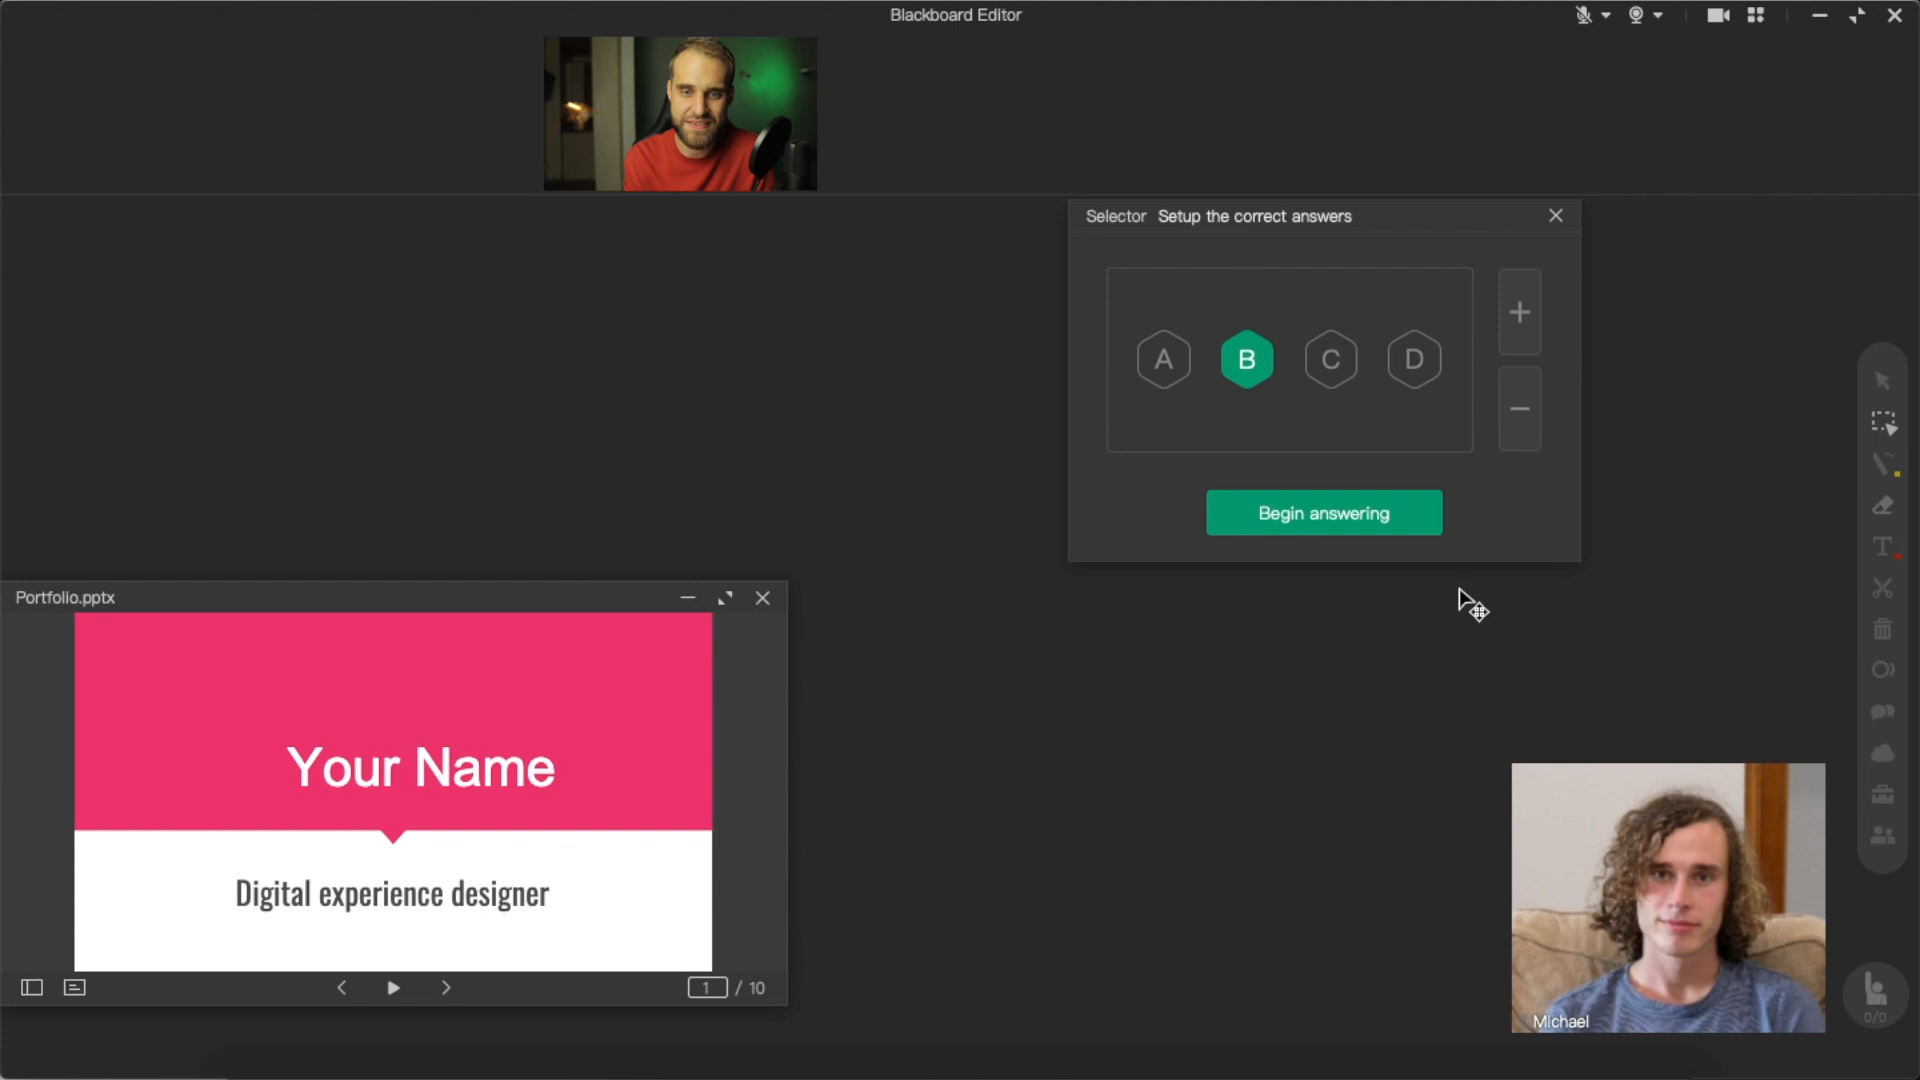 Blackboard Editor
Selector Setup the correct answers
A B C D
Begin answering
Portfolio.pptx
Your Name
Digital experience designer
1 / 10
T
Michael
0/0